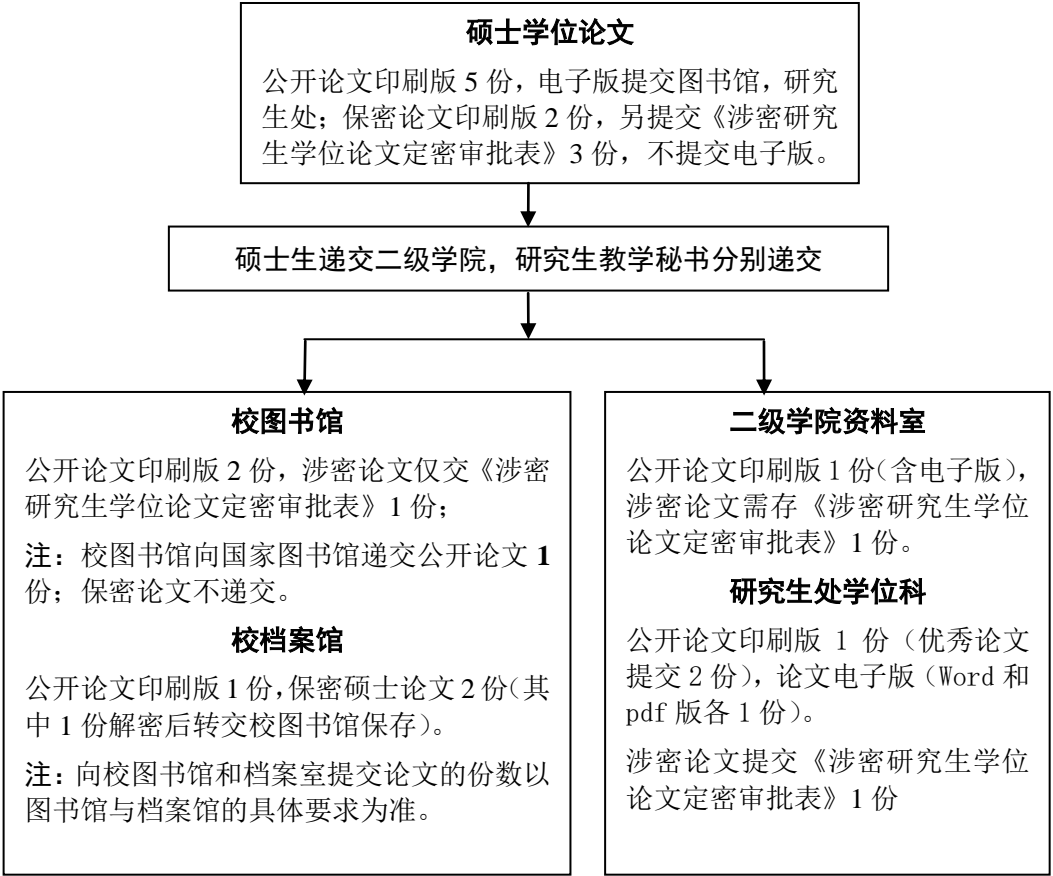 硕士学位论文
公开论文印刷版 5 份，电子版提交图书馆，研究
生处；保密论文印刷版 2 份，另提交《涉密研究
生学位论文定密审批表》3 份，不提交电子版。
硕士生递交二级学院，研究生教学秘书分别递交
校图书馆
公开论文印刷版 2 份，涉密论文仅交《涉密
研究生学位论文定密审批表》1 份；
注：校图书馆向国家图书馆递交公开论文 1
份；保密论文不递交。
校档案馆
公开论文印刷版 1 份，保密硕士论文 2 份（其
中 1 份解密后转交校图书馆保存）。
注：向校图书馆和档案室提交论文的份数以
图书馆与档案馆的具体要求为准。
二级学院资料室
公开论文印刷版 1 份（含电子版），
涉密论文需存《涉密研究生学位
论文定密审批表》1 份。
研究生处学位科
公开论文印刷版 1 份（优秀论文
提交 2 份），论文电子版（Word 和
pdf 版各 1 份）。
涉密论文提交《涉密研究生学位
论文定密审批表》1 份